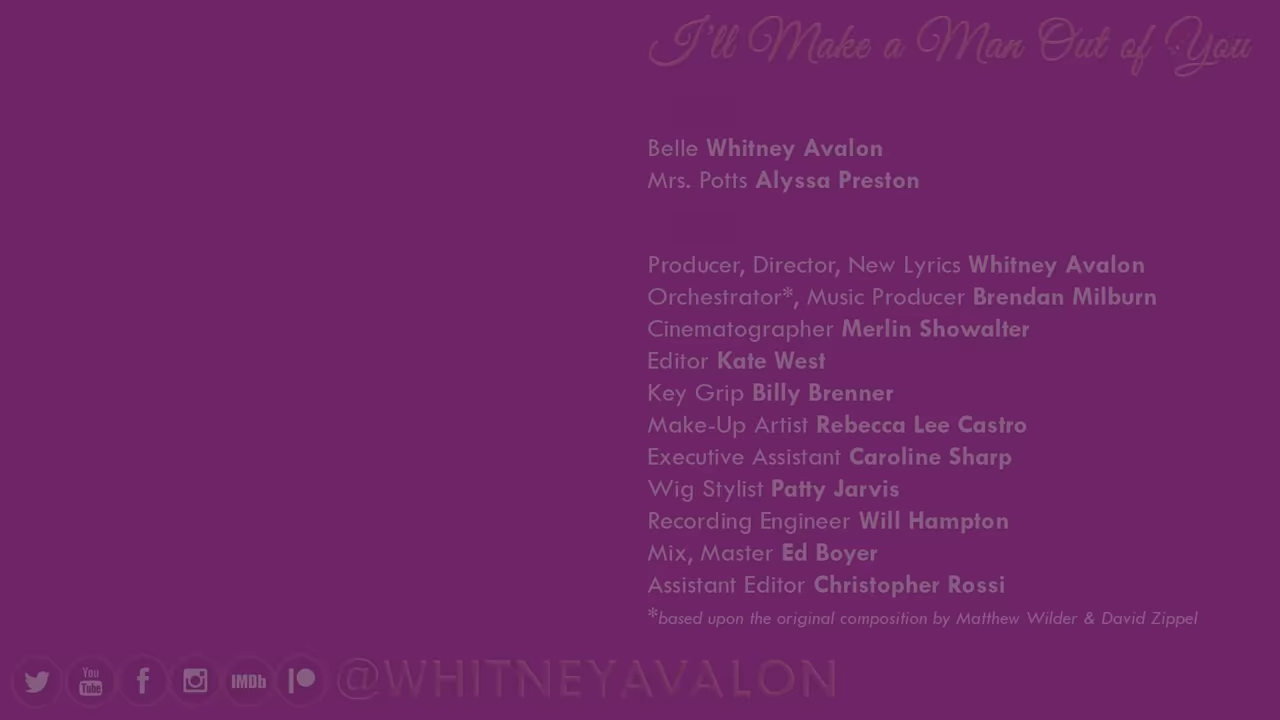 I'll Make a Man Out of You
Belle Whitney Avalon
Mrs. Potts Alyssa Preston
Producer, Director, New Lyrics Whitney Avalon
Orchestrator*, Music Producer Brendan Milburn
Cinematographer Merlin Showalter
Editor Kate West
Key Grip Billy Brenner
Make-Up Artist Rebecca Lee Castro
Executive Assistant Caroline Sharp
Wig Stylist Patty Jarvis
Recording Engineer Will Hampton
Mix, Master Ed Boyer
Assistant Editor Christopher Rossi
*based upon the original composition by Matthew Wilder & David Zippel
You Tube IMDb @WHITNEYAVALON